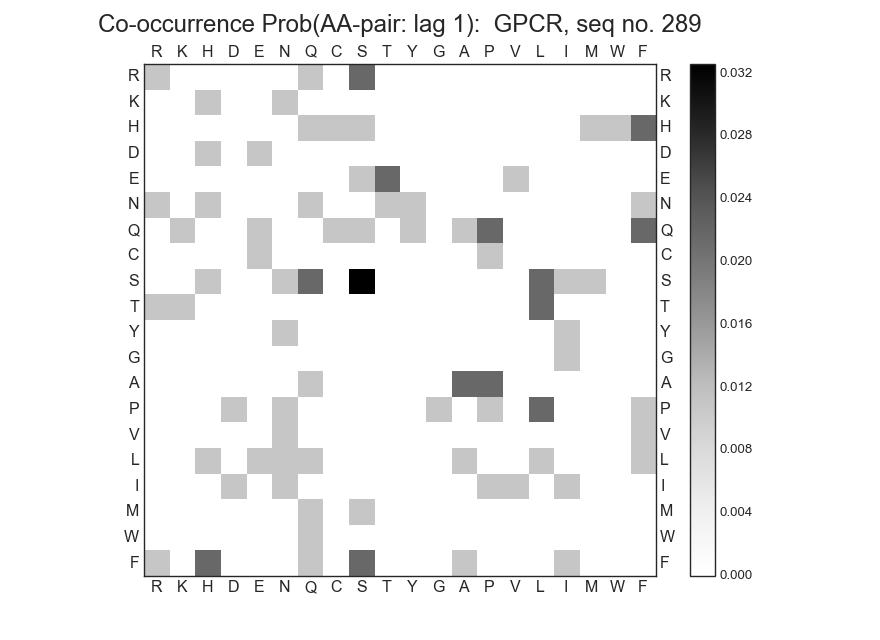 Co-occurrence Prob(AA-pair: lag 1):  GPCR, seq no. 289
R K H D E N Q C S T Y G A P V L I M W F
R R 0.032
K K
H H 0.028
D D
E E 0.024
N N
Q Q 0.020
C C
S S
T T 0.016
Y Y
G G
A A 0.012
P P
V V 0.008
L L
I I
M M 0.004
W W
F F 0.000
R K H D E N Q C S T Y G A P V L I M W F